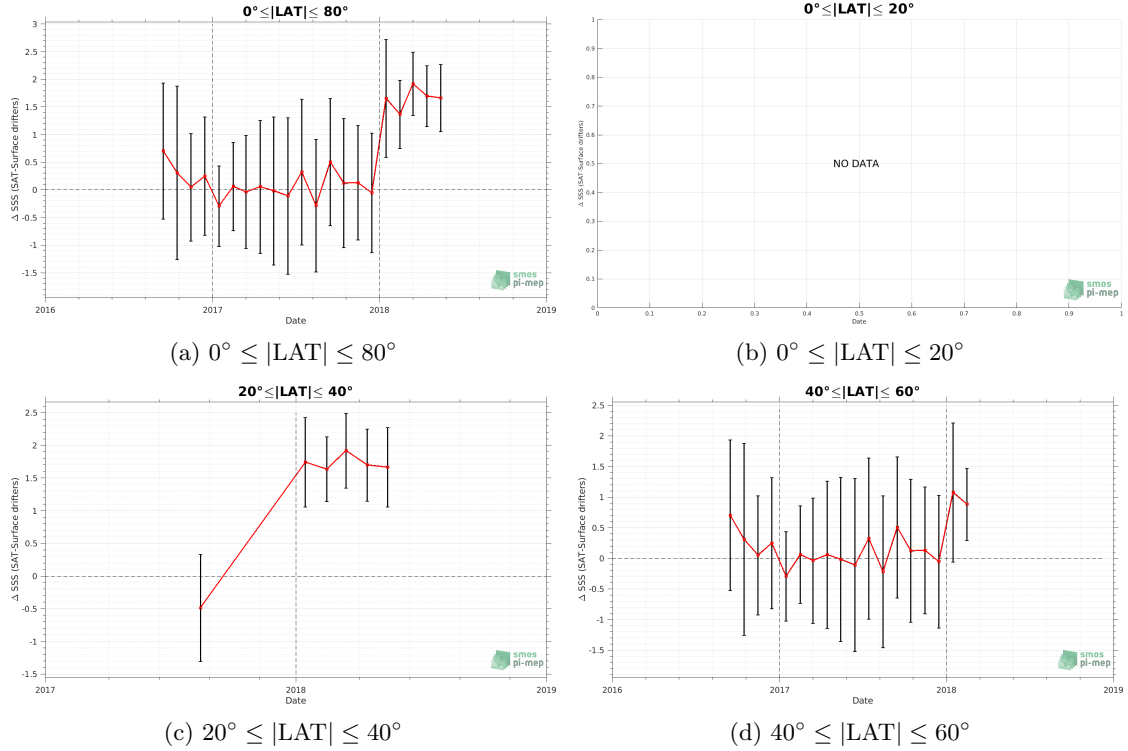 0°≤|LAT|≤ 80°
3
2.5
2
1.5
1
0.5
0
-0.5
-1
-1.5
Δ SSS (SAT-Surface drifters)
2016 2017 2018 2019
Date
smos
pi-mep
(a) 0° ≤ |LAT| ≤ 80°
0°≤|LAT|≤ 20°
1
0.9
0.8
0.7
0.6
0.5
0.4
0.3
0.2
0.1
0
Δ SSS (SAT-Surface drifters)
NO DATA
0 0.1 0.2 0.3 0.4 0.5 0.6 0.7 0.8 0.9 1
Date
smos
pi-mep
(b) 0° ≤ |LAT| ≤ 20°
20°≤|LAT|≤ 40°
2.5
2
1.5
1
0.5
0
-0.5
-1
-1.5
Δ SSS (SAT-Surface drifters)
2017 2018 2019
Date
smos
pi-mep
(c) 20° ≤ |LAT| ≤ 40°
40°≤|LAT|≤ 60°
2.5
2
1.5
1
0.5
0
-0.5
-1
-1.5
Δ SSS (SAT-Surface drifters)
2016 2017 2018 2019
Date
smos
pi-mep
(d) 40° ≤ |LAT| ≤ 60°